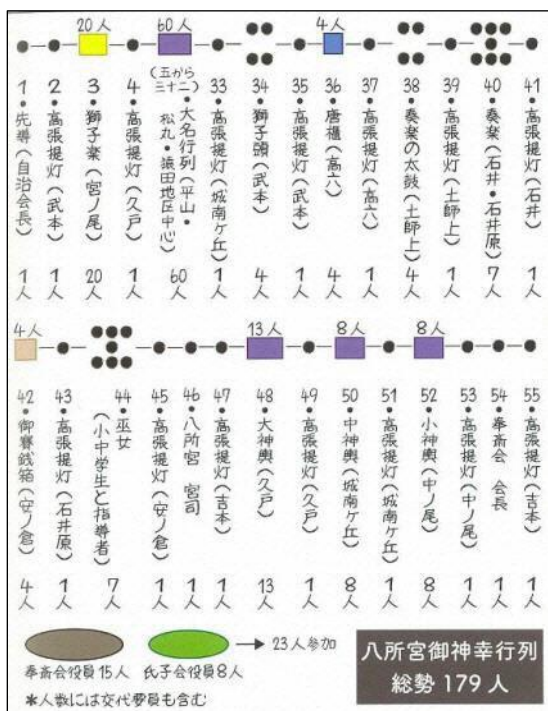 20人
60人
4人
1・先導(自治会長) 1人
2・高張提灯(武本) 1人
3・獅子楽(宮ノ尾) 20人
4・高張提灯(久戸) 1人
(五から三十二)・大名行列(平山・松丸・猿田地区中心) 60人
33・高張提灯(城南ヶ丘) 1人
34・獅子頭(武本) 4人
35・高張提灯(武本) 1人
36・唐櫃(高六) 4人
37・高張提灯(高六) 1人
38・奏楽の太鼓(土師上) 4人
39・高張提灯(土師上) 1人
40・奏楽(石井・石井原) 7人
41・高張提灯(石井) 1人
4人
13人
8人
8人
42・御賽銭箱(安ノ倉) 4人
43・高張提灯(石井原) 1人
44・巫女(小中学生と指導者) 7人
45・高張提灯(安ノ倉) 1人
46・八所宮 宮司 1人
47・高張提灯(吉本) 1人
48・大神輿(久戸) 13人
49・高張提灯(久戸) 1人
50・中神輿(城南ヶ丘) 8人
51・高張提灯(城南ヶ丘) 1人
52・小神輿(中ノ尾) 8人
53・高張提灯(中ノ尾) 1人
54・奉斎会 会長 1人
55・高張提灯(吉本) 1人
→ 23人参加
奉斎会役員15人 氏子会役員8人
*人数には交代要員も含む
八所宮御神幸行列
総勢 179人